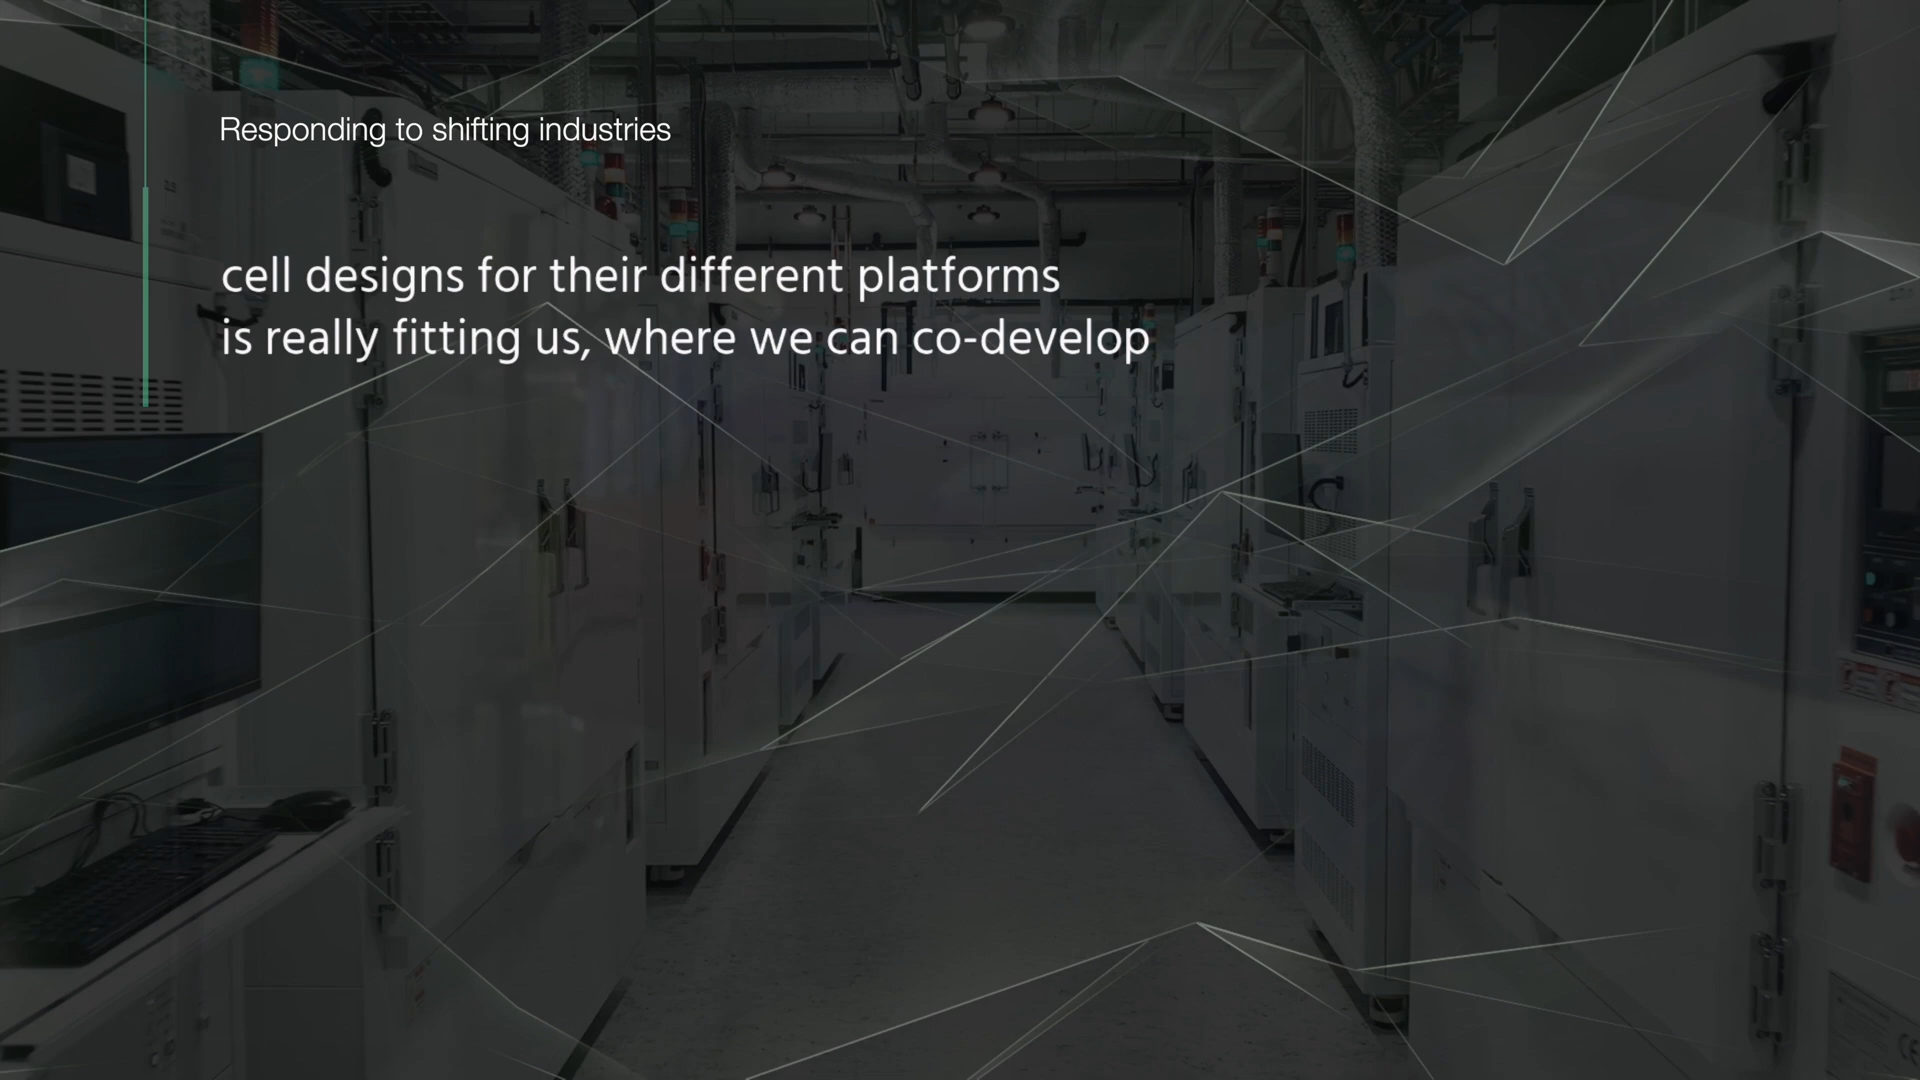 Responding to shifting industries
cell designs for their different platforms
is really fitting us, where we can co-develop